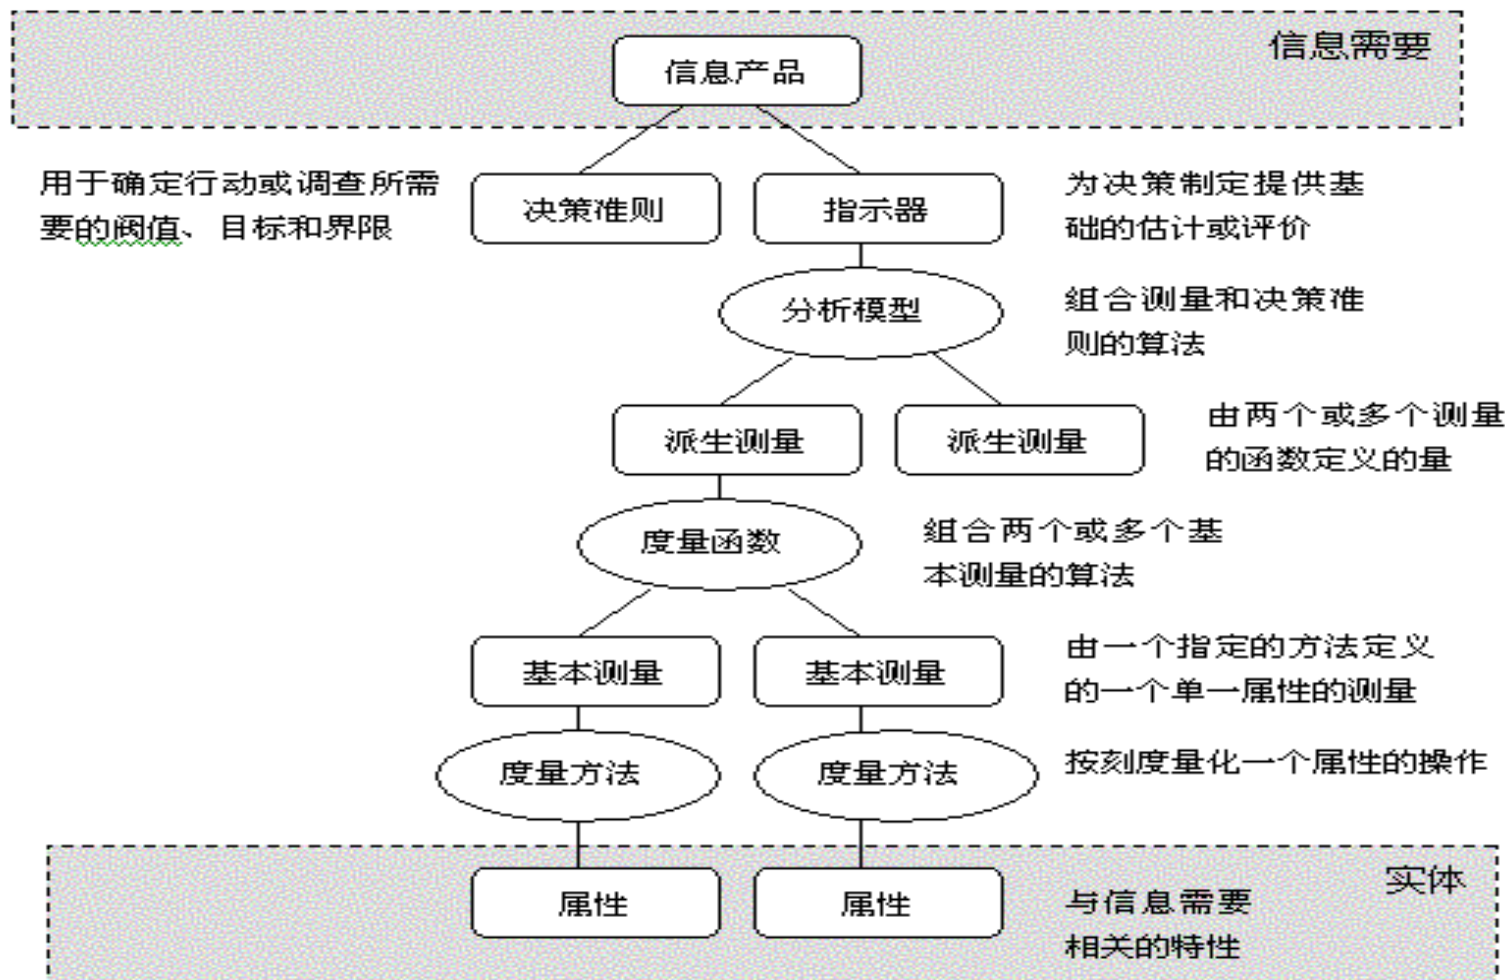 信息需要
信息产品
用于确定行动或调查所需
要的阀值、目标和界限
决策准则
指示器
为决策制定提供基
础的估计或评价
分析模型
组合测量和决策准
则的算法
派生测量
派生测量
由两个或多个测量
的函数定义的量
度量函数
组合两个或多个基
本测量的算法
基本测量
基本测量
由一个指定的方法定义
的一个单一属性的测量
度量方法
度量方法
按刻度量化一个属性的操作
实体
属性
属性
与信息需要
相关的特性